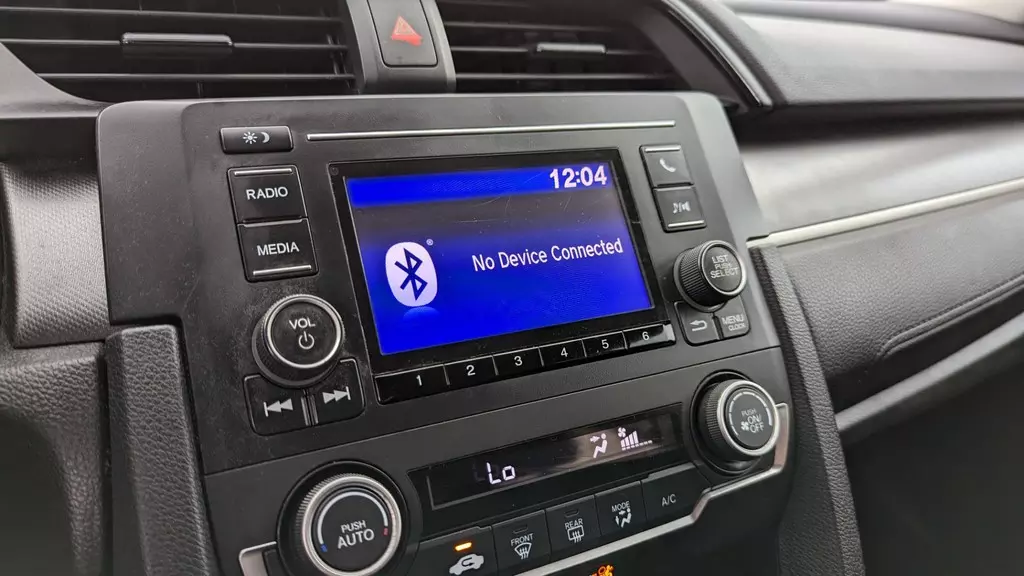 12:04
RADIO
MEDIA
No Device Connected
®
LIST
PUSH
SELECT
MENU
CLOCK
VOL
1 2 3 4 5 6
PUSH
ON/
OFF
Lo
PUSH
AUTO
FRONT
REAR
MODE
A/C